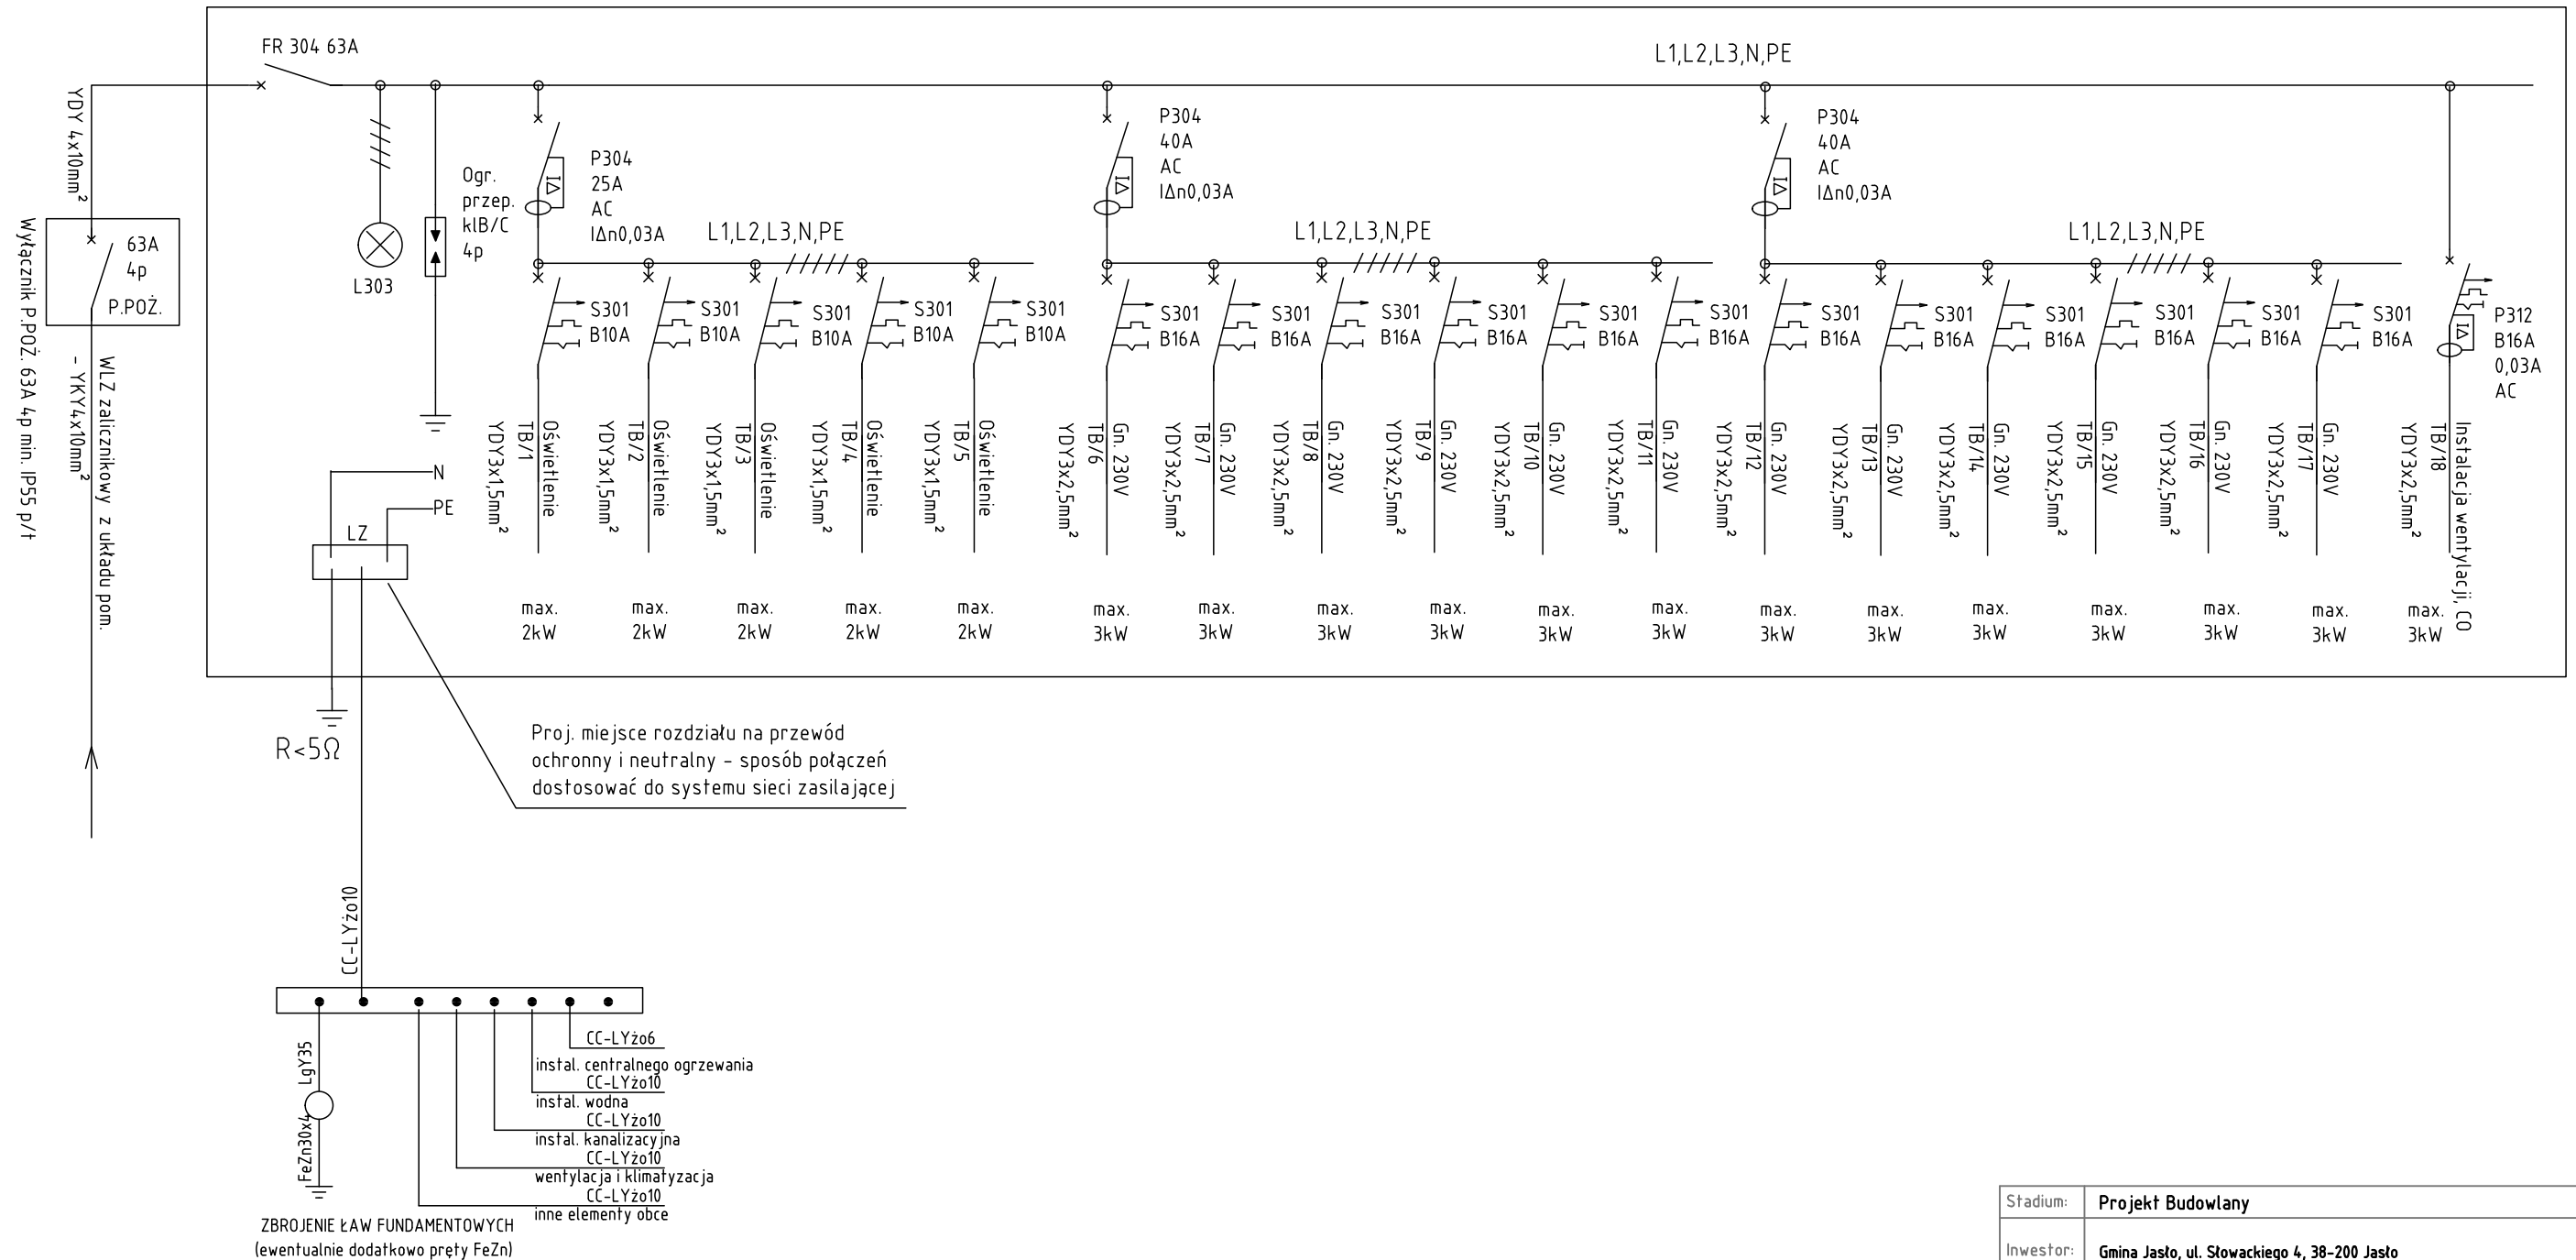 FR 304 63A
L1,L2,L3,N,PE
YDY 4x10mm²
Wyłącznik P.POŻ. 63A 4p min. IP55 p/t
63A
4p
P.POŻ.
WLZ zalicznikowy z układu pom.
- YKY4x10mm²
L303
Ogr.
przep.
klB/C
4p
P304
25A
AC
IΔn0,03A
L1,L2,L3,N,PE
P304
40A
AC
IΔn0,03A
L1,L2,L3,N,PE
P304
40A
AC
IΔn0,03A
L1,L2,L3,N,PE
S301
B10A
S301
B10A
S301
B10A
S301
B10A
S301
B10A
S301
B16A
S301
B16A
S301
B16A
S301
B16A
S301
B16A
S301
B16A
S301
B16A
S301
B16A
S301
B16A
S301
B16A
S301
B16A
S301
B16A
P312
B16A
0,03A
AC
Oświetlenie
TB/1
YDY3x1,5mm²
Oświetlenie
TB/2
YDY3x1,5mm²
Oświetlenie
TB/3
YDY3x1,5mm²
Oświetlenie
TB/4
YDY3x1,5mm²
Oświetlenie
TB/5
YDY3x1,5mm²
Gn. 230V
TB/6
YDY3x2,5mm²
Gn. 230V
TB/7
YDY3x2,5mm²
Gn. 230V
TB/8
YDY3x2,5mm²
Gn. 230V
TB/9
YDY3x2,5mm²
Gn. 230V
TB/10
YDY3x2,5mm²
Gn. 230V
TB/11
YDY3x2,5mm²
Gn. 230V
TB/12
YDY3x2,5mm²
Gn. 230V
TB/13
YDY3x2,5mm²
Gn. 230V
TB/14
YDY3x2,5mm²
Gn. 230V
TB/15
YDY3x2,5mm²
Gn. 230V
TB/16
YDY3x2,5mm²
Gn. 230V
TB/17
YDY3x2,5mm²
Instalacja wentylacji, CO
TB/18
YDY3x2,5mm²
max.
2kW
max.
2kW
max.
2kW
max.
2kW
max.
2kW
max.
3kW
max.
3kW
max.
3kW
max.
3kW
max.
3kW
max.
3kW
max.
3kW
max.
3kW
max.
3kW
max.
3kW
max.
3kW
max.
3kW
max.
3kW
N
PE
LZ
R<5Ω
Proj. miejsce rozdziału na przewód
ochronny i neutralny - sposób połączeń
dostosować do systemu sieci zasilającej
CC-LYżo10
LgY35
FeZn30x4
CC-LYżo6
instal. centralnego ogrzewania
CC-LYżo10
instal. wodna
CC-LYżo10
instal. kanalizacyjna
CC-LYżo10
wentylacja i klimatyzacja
CC-LYżo10
inne elementy obce
ZBROJENIE ŁAW FUNDAMENTOWYCH
(ewentualnie dodatkowo pręty FeZn)
Stadium: Projekt Budowlany
Inwestor: Gmina Jasło, ul. Słowackiego 4, 38-200 Jasło